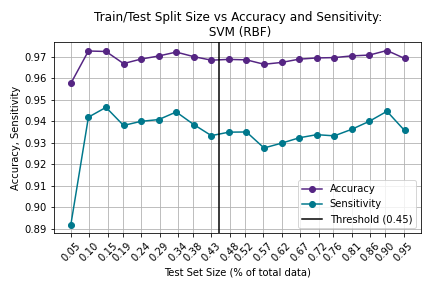 Train/Test Split Size vs Accuracy and Sensitivity:
SVM (RBF)
Accuracy, Sensitivity
0.97
0.96
0.95
0.94
0.93
0.92
0.91
0.90
0.89
Accuracy
Sensitivity
Threshold (0.45)
0.05 0.10 0.15 0.19 0.24 0.29 0.34 0.38 0.43 0.48 0.52 0.57 0.62 0.67 0.72 0.76 0.81 0.86 0.90 0.95
Test Set Size (% of total data)